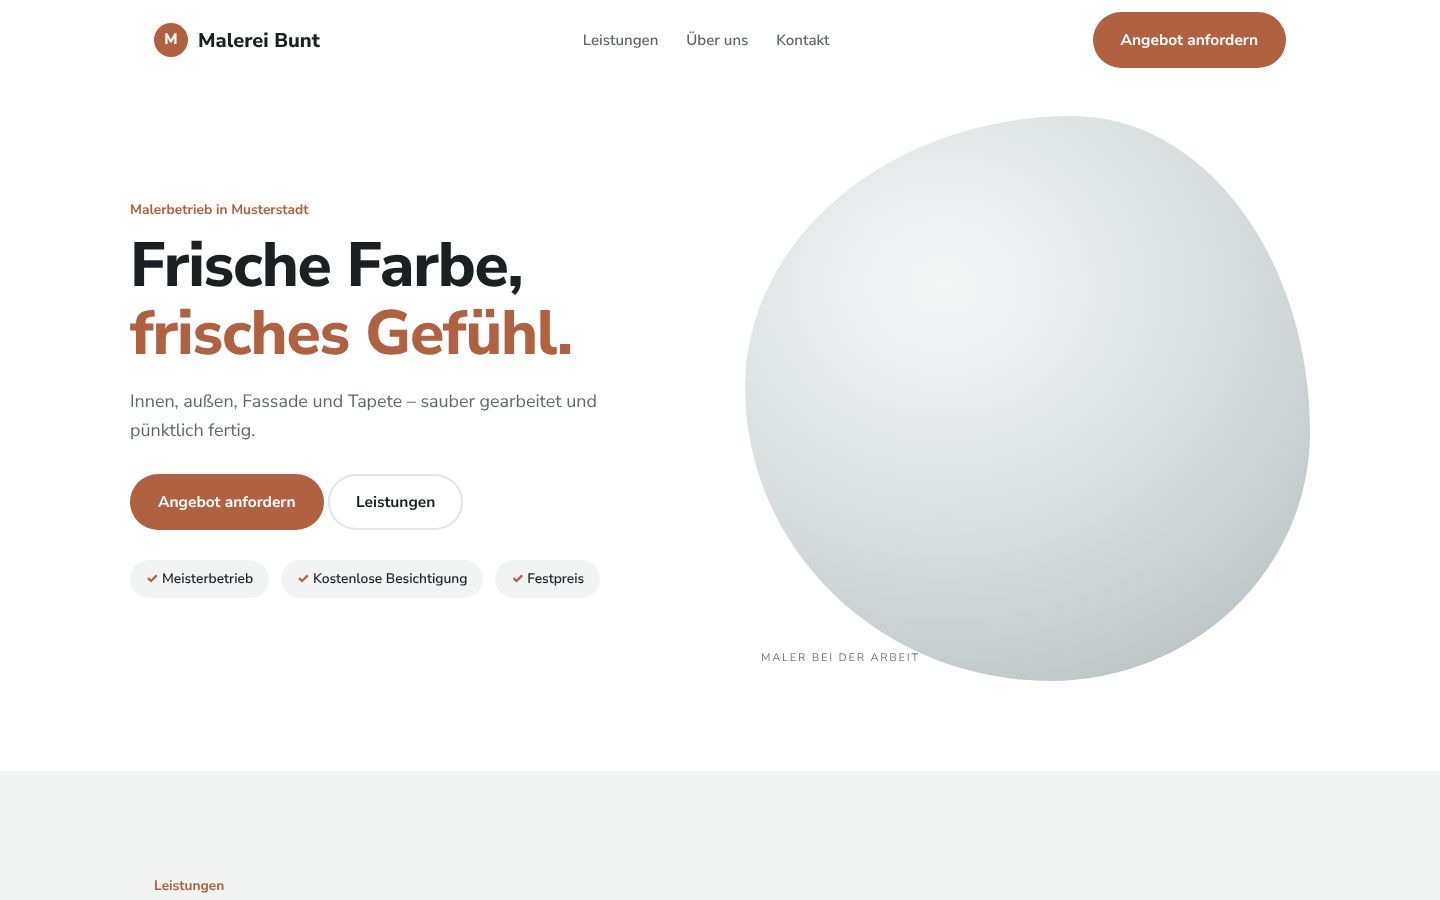 M Malerei Bunt
Leistungen Über uns Kontakt
Angebot anfordern
Malerbetrieb in Musterstadt
Frische Farbe,
frisches Gefühl.
Innen, außen, Fassade und Tapete – sauber gearbeitet und
pünktlich fertig.
Angebot anfordern Leistungen
✓ Meisterbetrieb ✓ Kostenlose Besichtigung ✓ Festpreis
MALER BEI DER ARBEIT
Leistungen